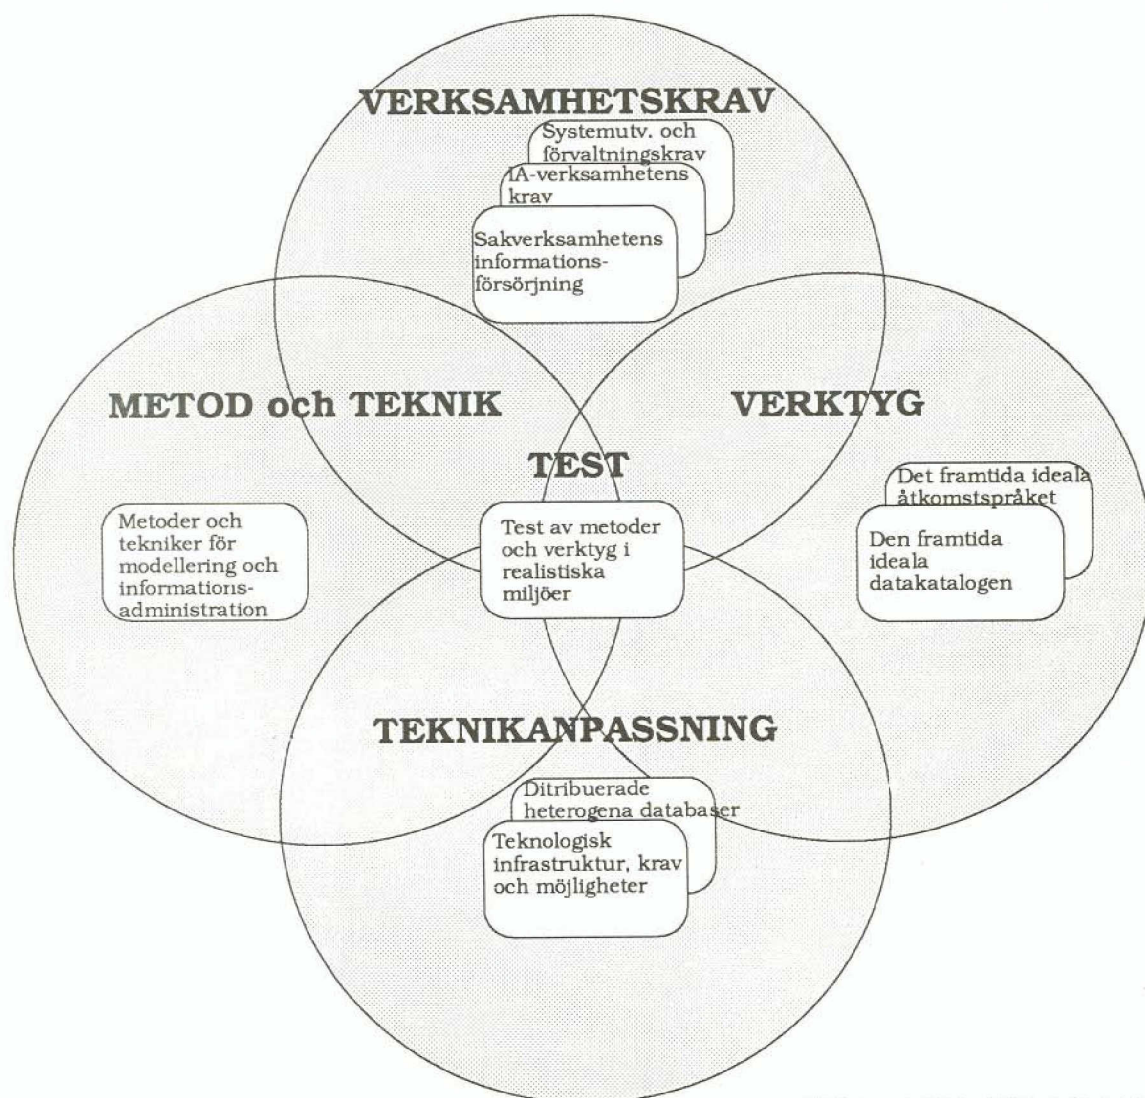 VERKSAMHETSKRAV
Systemutv. och
förvaltningskrav
IA-verksamhetens
krav
Sakverksamhetens
informations-
försörjning
METOD och TEKNIK
VERKTYG
TEST
Metoder och
tekniker för
modellering och
informations-
administration
Test av metoder
och verktyg i
realistiska
miljöer
Det framtida ideala
åtkomstspråket
Den framtida
ideala
datakatalogen
TEKNIKANPASSNING
Ditribuerade
heterogena databaser
Teknologisk
infrastruktur, krav
och möjligheter